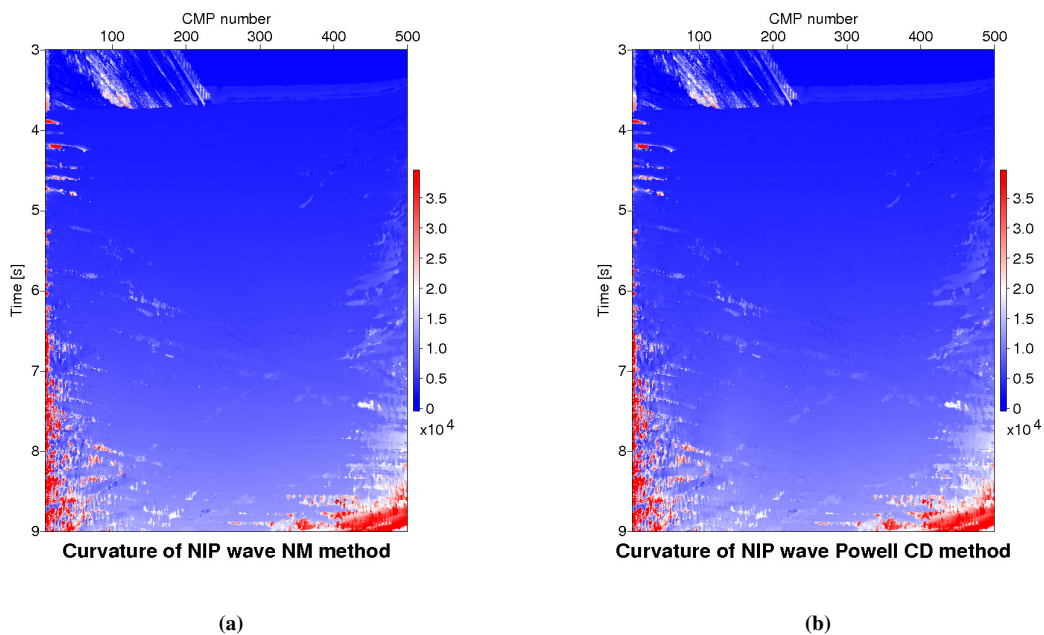 CMP number
100 200 300 400 500
3
4
5
6
7
8
9
Time [s]
3.5
3.0
2.5
2.0
1.5
1.0
0.5
0
x10 4
Curvature of NIP wave NM method
(a)
CMP number
100 200 300 400 500
3
4
5
6
7
8
9
Time [s]
3.5
3.0
2.5
2.0
1.5
1.0
0.5
0
x10 4
Curvature of NIP wave Powell CD method
(b)